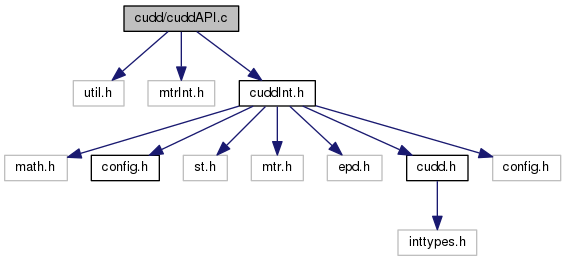 cudd/cuddAPI.c
util.h
mtrInt.h
cuddInt.h
math.h
config.h
st.h
mtr.h
epd.h
cudd.h
config.h
inttypes.h